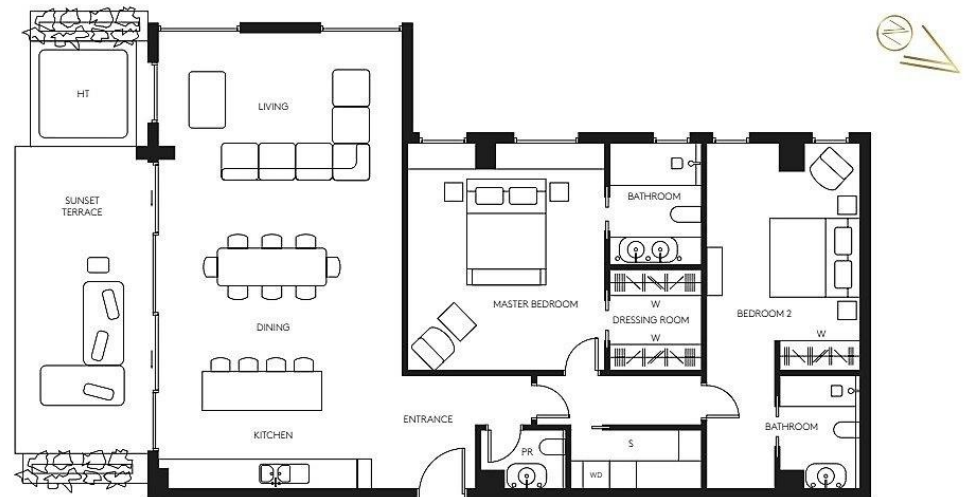 HT
LIVING
SUNSET
TERRACE
BATHROOM
MASTER BEDROOM
W
DRESSING ROOM
W
BEDROOM 2
W
DINING
ENTRANCE
KITCHEN
PR
S
WD
BATHROOM